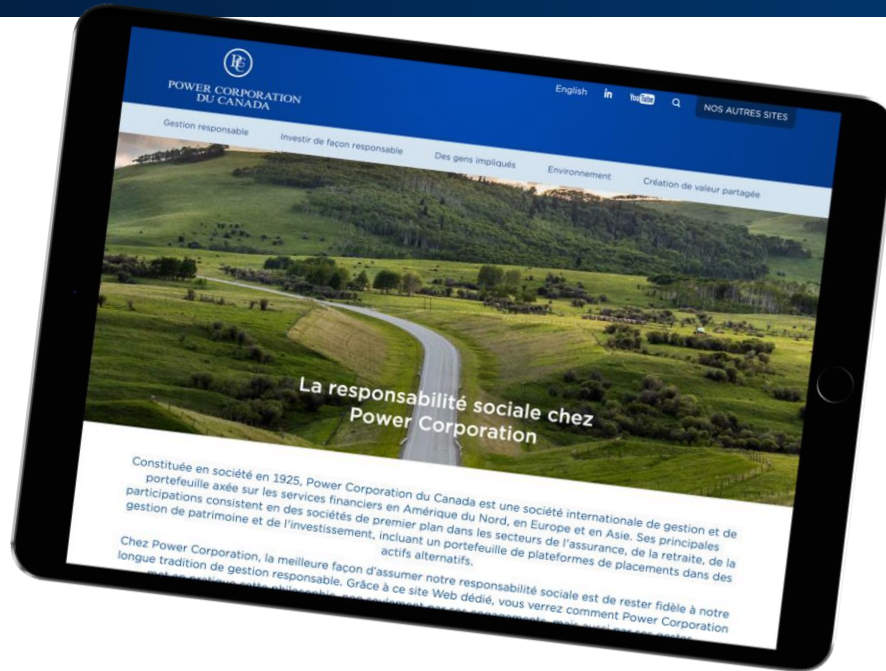 POWER CORPORATION
DU CANADA
English
in
YouTube
NOS AUTRES SITES
Gestion responsable
Investir de façon responsable
Des gens impliqués
Environnement
Création de valeur partagée
La responsabilité sociale chez
Power Corporation
Constituée en société en 1925, Power Corporation du Canada est une société internationale de gestion et de
portefeuille axée sur les services financiers en Amérique du Nord, en Europe et en Asie. Ses principales
participations consistent en des sociétés de premier plan dans les secteurs de l'assurance, de la retraite, de la
gestion de patrimoine et de l'investissement, incluant un portefeuille de plateformes de placements dans des
actifs alternatifs.
Chez Power Corporation, la meilleure façon d'assumer notre responsabilité sociale est de rester fidèle à notre
longue tradition de gestion responsable. Grâce à ce site Web dédié, vous verrez comment Power Corporation